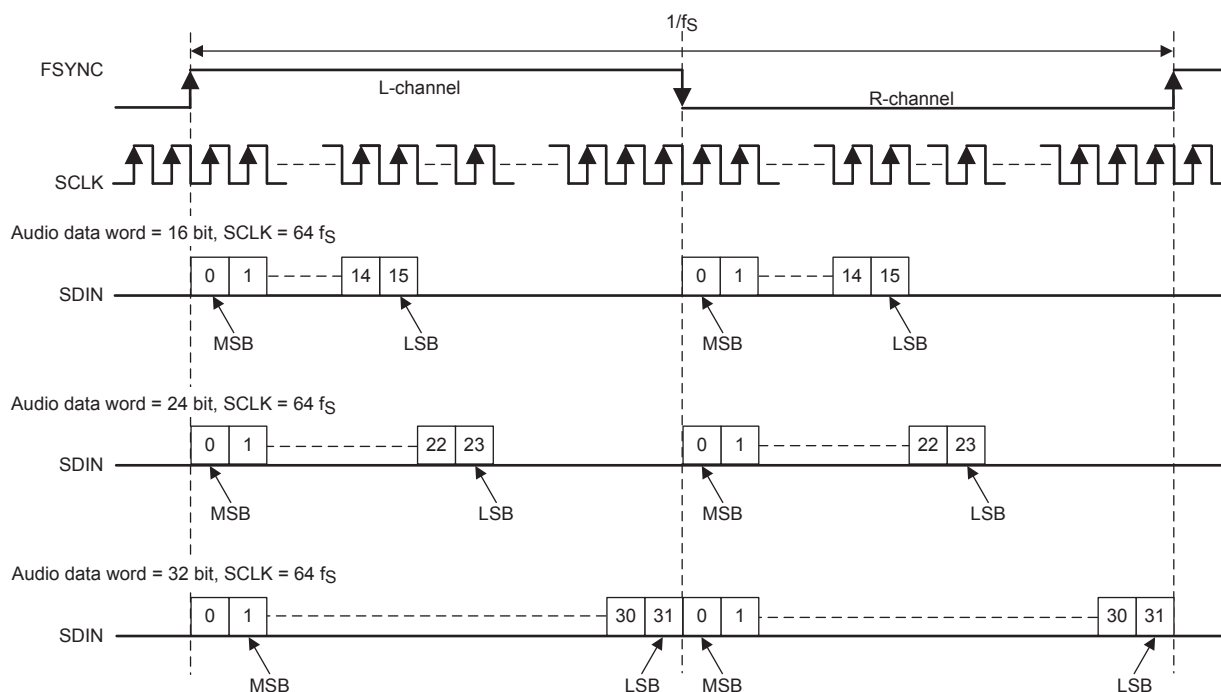 1/fS
FSYNC
L-channel
R-channel
SCLK
Audio data word = 16 bit, SCLK = 64 fS
0 1 14 15 0 1 14 15
SDIN
MSB LSB MSB LSB
Audio data word = 24 bit, SCLK = 64 fS
0 1 22 23 0 1 22 23
SDIN
MSB LSB MSB LSB
Audio data word = 32 bit, SCLK = 64 fS
0 1 30 31 0 1 30 31
SDIN
MSB LSB MSB LSB